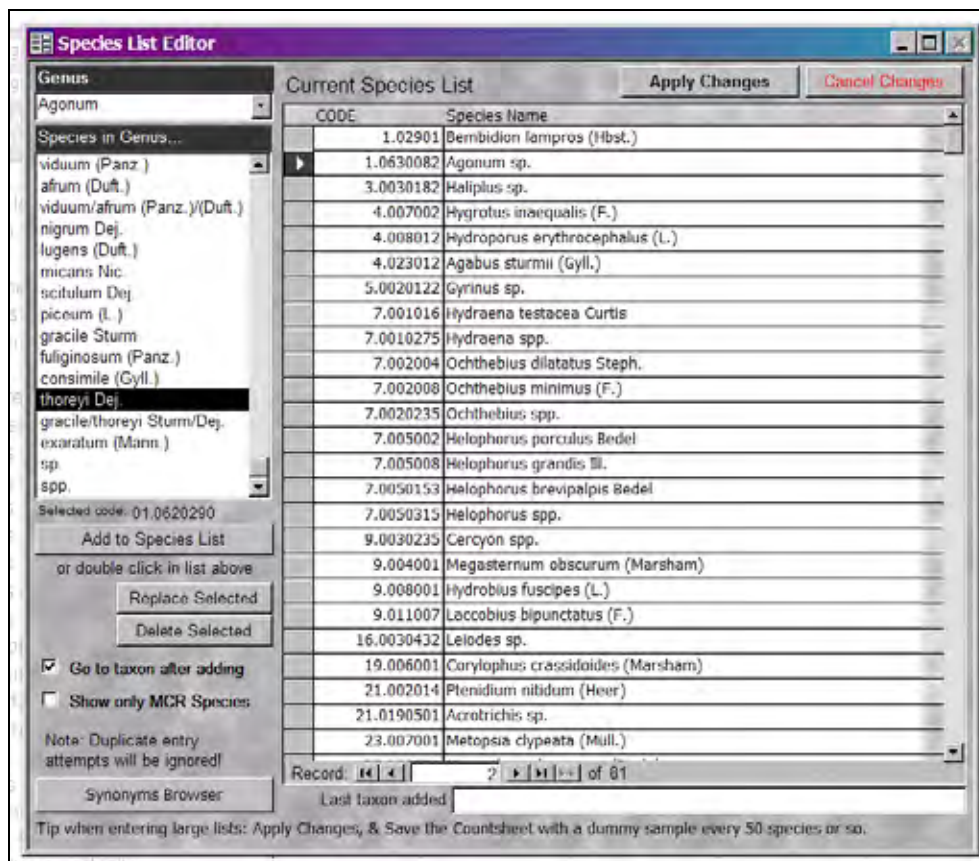 Species List Editor
Genus
Agonum
Species in Genus...
viduum (Panz.)
afrum (Duft.)
viduum/afrum (Panz.)/(Duft.)
nigrum Dej.
lugens (Duft.)
micans Nic.
scitulum Dej.
piceum (L.)
gracile Sturm
fuliginosum (Panz.)
consimile (Gyll.)
thoreyi Dej.
gracile/thoreyi Sturm/Dej.
exaratum (Mann.)
sp.
spp.
Selected code: 01.0620290
Add to Species List
or double click in list above
Replace Selected
Delete Selected
Go to taxon after adding
Show only MCR Species
Note: Duplicate entry
attempts will be ignored!
Synonyms Browser
Current Species List
Apply Changes
Cancel Changes
CODE Species Name
1.02901 Bembidion lampros (Hbst.)
1.0630082 Agonum sp.
3.0030182 Haliplus sp.
4.007002 Hygrotus inaequalis (F.)
4.008012 Hydroporus erythrocephalus (L.)
4.023012 Agabus sturmii (Gyll.)
5.0020122 Gyrinus sp.
7.001016 Hydraena testacea Curtis
7.0010275 Hydraena spp.
7.002004 Ochthebius dilatatus Steph.
7.002008 Ochthebius minimus (F.)
7.0020235 Ochthebius spp.
7.005002 Helophorus porculus Bedel
7.005008 Helophorus grandis Ill.
7.0050153 Helophorus brevipalpis Bedel
7.0050315 Helophorus spp.
9.0030235 Cercyon spp.
9.004001 Megasternum obscurum (Marsham)
9.008001 Hydrobius fuscipes (L.)
9.011007 Laccobius bipunctatus (F.)
16.0030432 Leiodes sp.
19.006001 Corylophus crassidoides (Marsham)
21.002014 Ptenidium nitidum (Heer)
21.0190501 Acrotrichis sp.
23.007001 Metopsia clypeata (Mull.)
Record: 2 of 81
Last taxon added
Tip when entering large lists: Apply Changes, & Save the Countsheet with a dummy sample every 50 species or so.